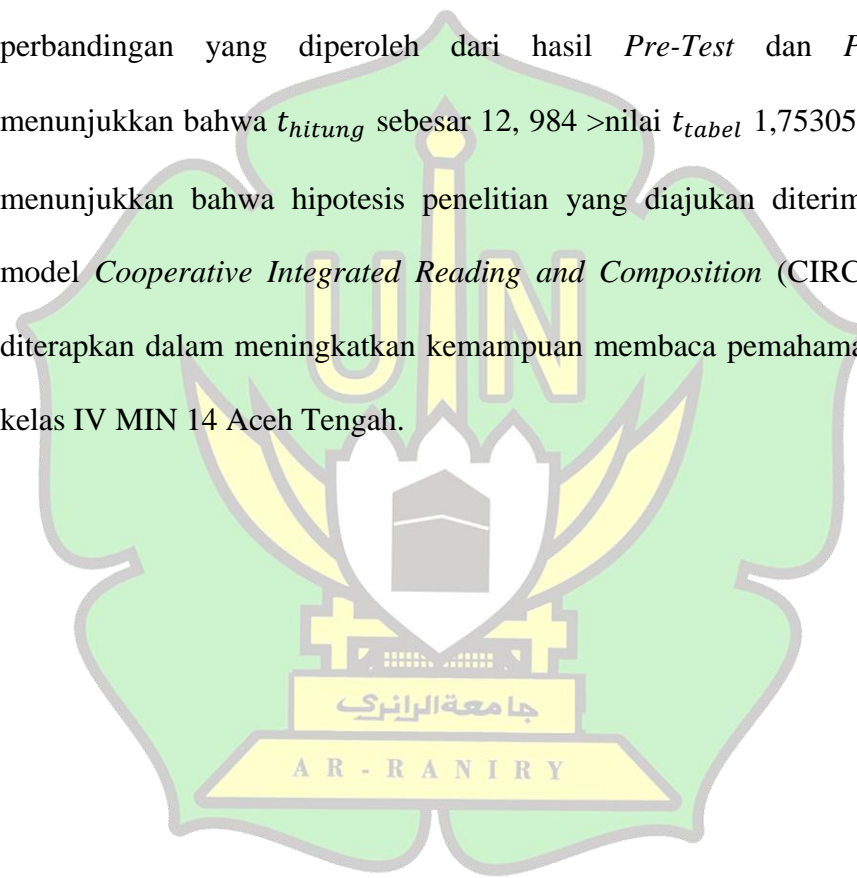 perbandingan yang diperoleh dari hasil Pre-Test dan
menunjukkan bahwa t_hitung sebesar 12, 984 >nilai t_tabel 1,75305
menunjukkan bahwa hipotesis penelitian yang diajukan
model Cooperative Integrated Reading and Composition (CIRC
diterapkan dalam meningkatkan kemampuan membaca
kelas IV MIN 14 Aceh Tengah.
UIN
جامعة الرانري
AR-RANIRY